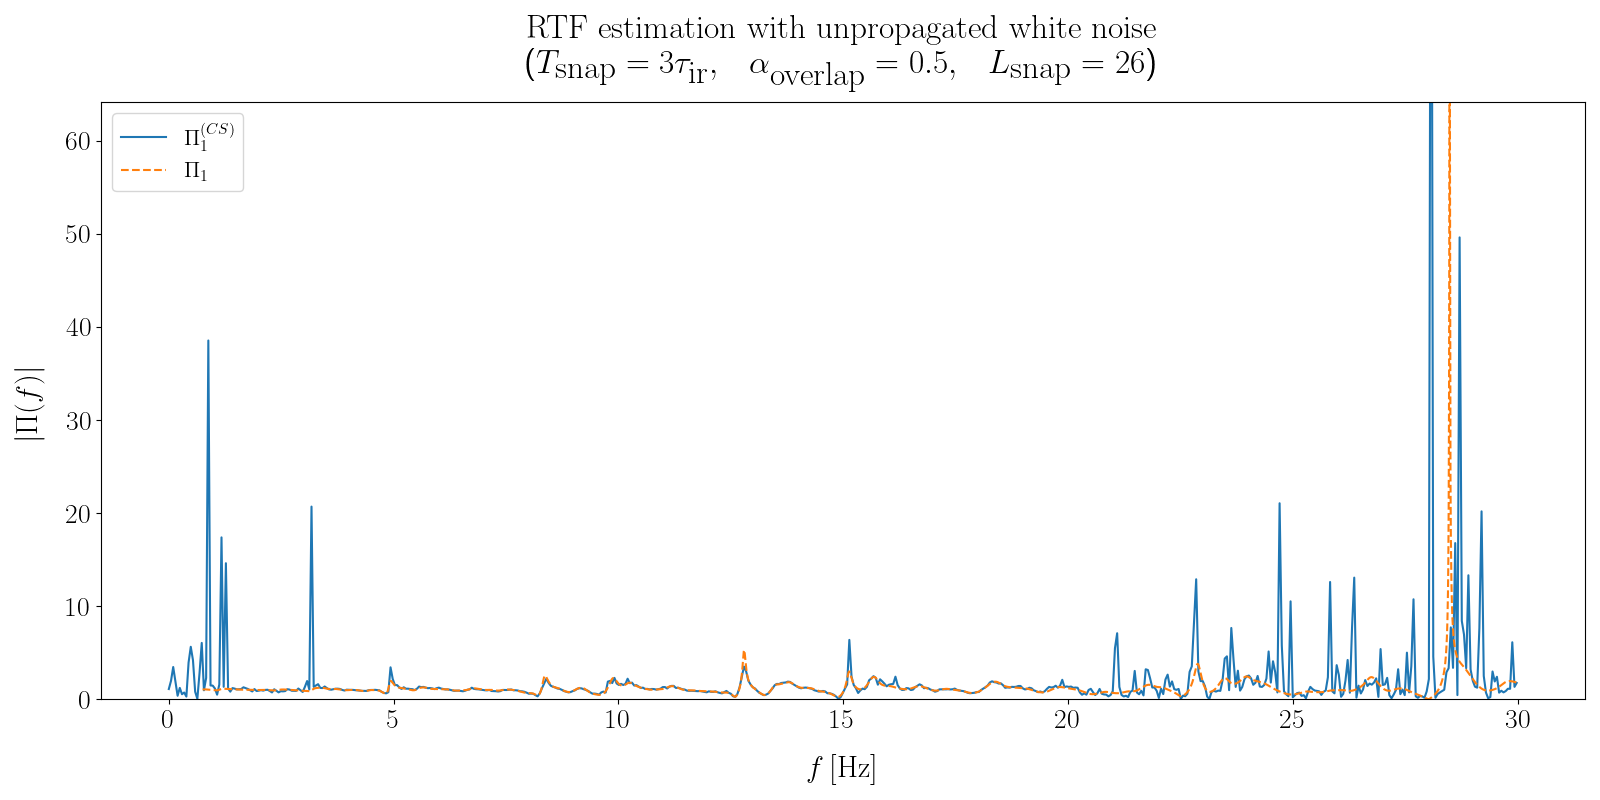 RTF estimation with unpropagated white noise
(T_snap = 3τ_ir, α_overlap = 0.5, L_snap = 26)
Π_1^(CS)
Π_1
|Π(f)|
60
50
40
30
20
10
0
0 5 10 15 20 25 30
f [Hz]